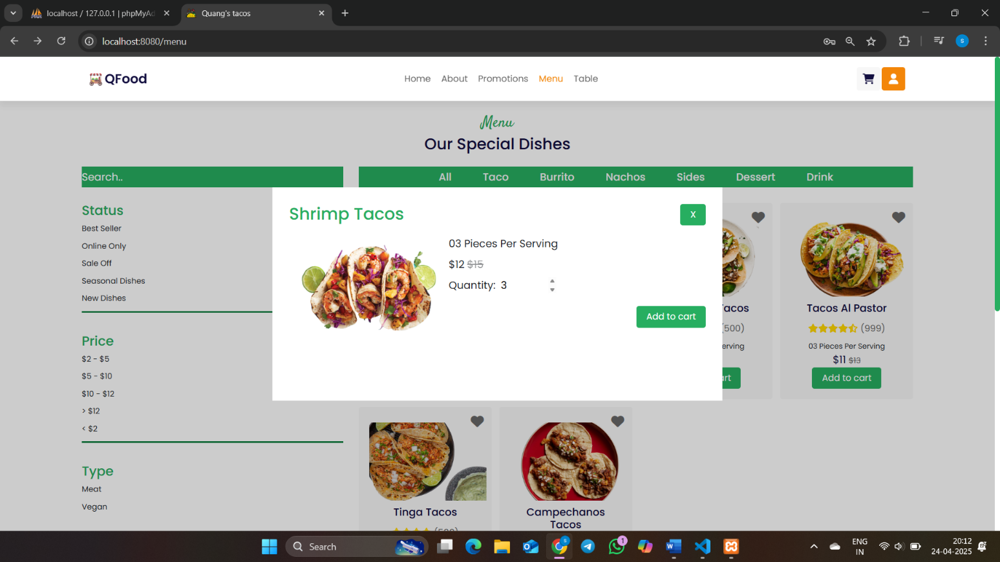 localhost / 127.0.0.1 | phpMyAd
Quang's tacos
localhost:8080/menu
s
QFood
Home
About
Promotions
Menu
Table
Menu
Our Special Dishes
Search..
All
Taco
Burrito
Nachos
Sides
Dessert
Drink
Status
Best Seller
Online Only
Sale Off
Seasonal Dishes
New Dishes
Price
$2 - $5
$5 - $10
$10 - $12
> $12
< $2
Type
Meat
Vegan
Shrimp Tacos
X
03 Pieces Per Serving
$12 $15
Quantity: 3
Add to cart
Tacos
(500)
erving
rt
Tacos Al Pastor
(999)
03 Pieces Per Serving
$11 $13
Add to cart
Tinga Tacos
Campechanos
Tacos
Search
1
ENG
IN
20:12
24-04-2025